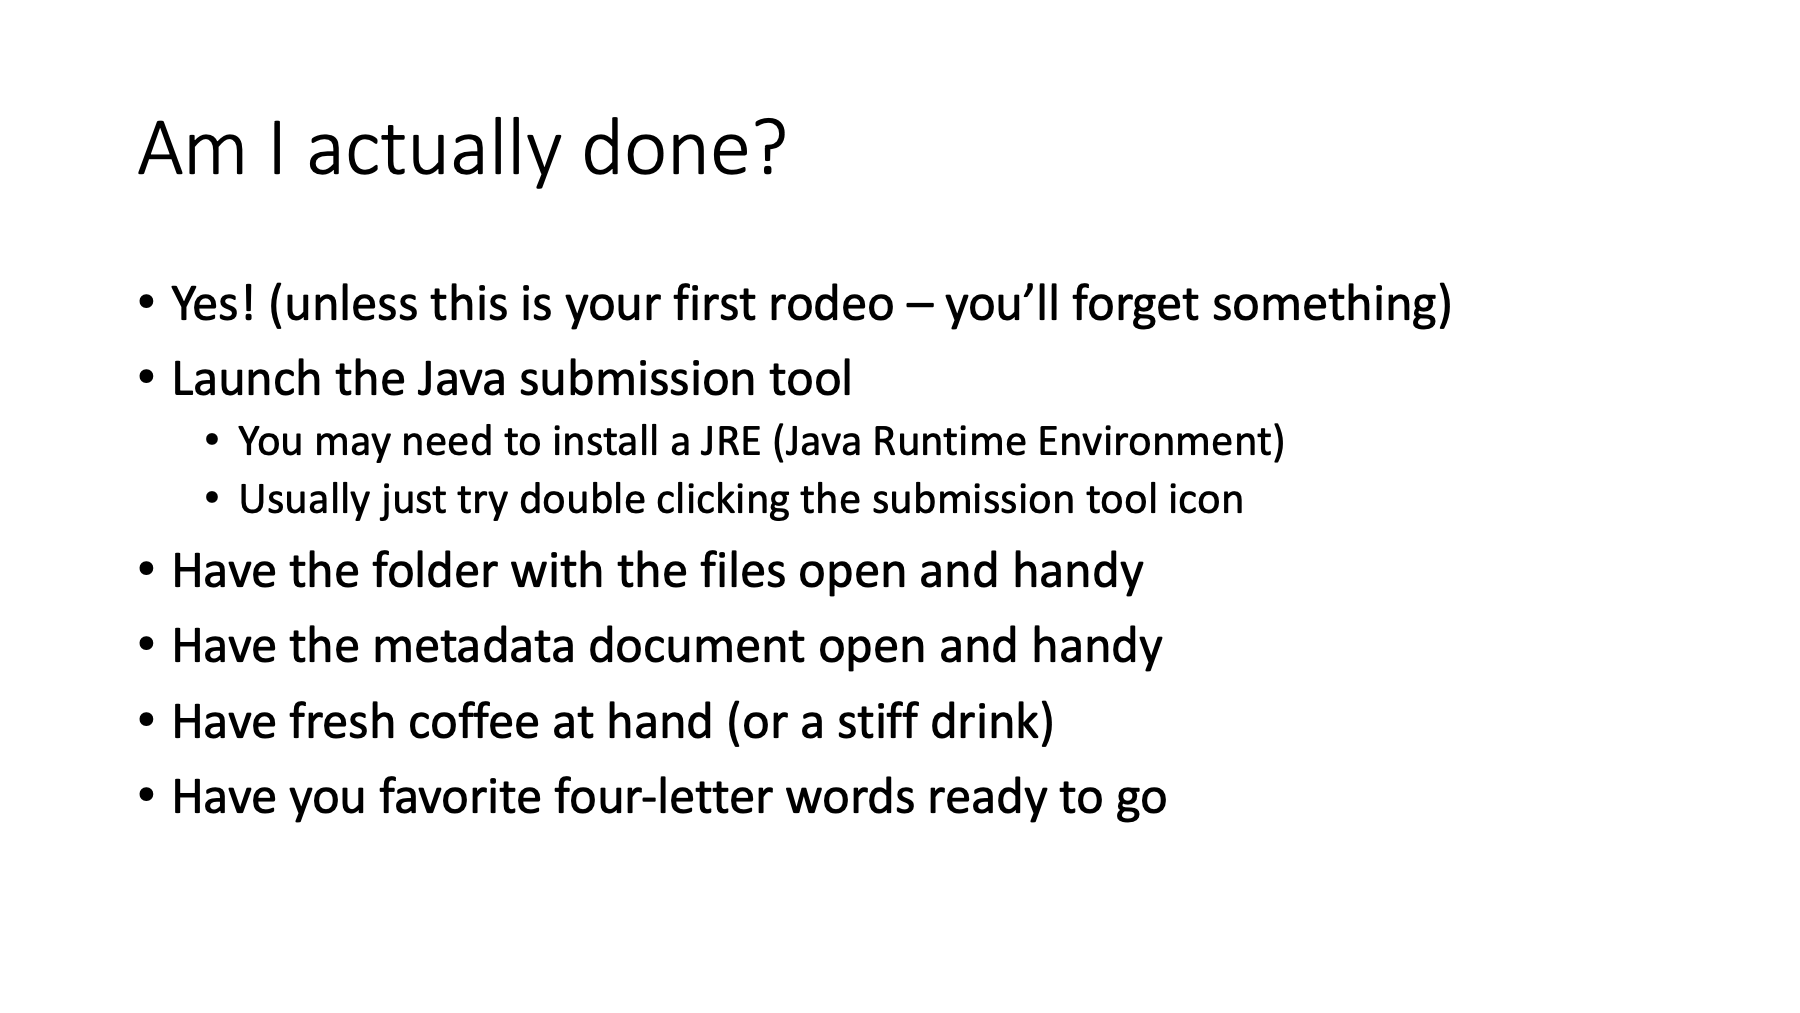 Am I actually done?
• Yes! (unless this is your first rodeo – you’ll forget something)
• Launch the Java submission tool
• You may need to install a JRE (Java Runtime Environment)
• Usually just try double clicking the submission tool icon
• Have the folder with the files open and handy
• Have the metadata document open and handy
• Have fresh coffee at hand (or a stiff drink)
• Have you favorite four-letter words ready to go